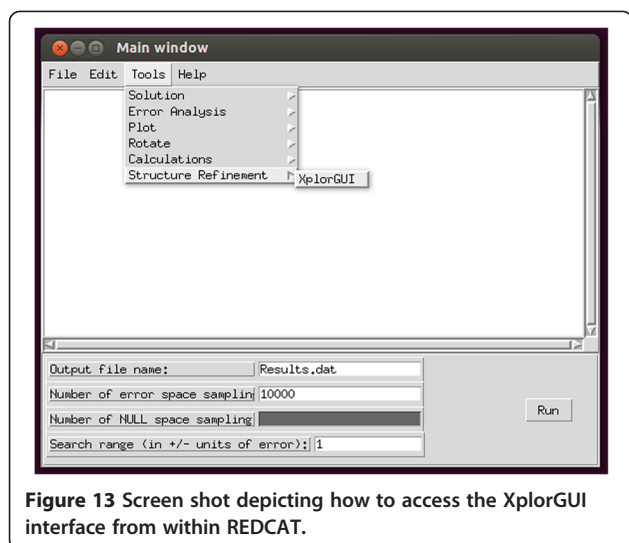 Main window
File Edit Tools Help
Solution
Error Analysis
Plot
Rotate
Calculations
Structure Refinement
XplorGUI
Output file name: Results.dat
Number of error space sampling 10000
Number of NULL space sampling
Search range (in +/- units of error): 1
Run
Figure 13 Screen shot depicting how to access the XplorGUI
interface from within REDCAT.